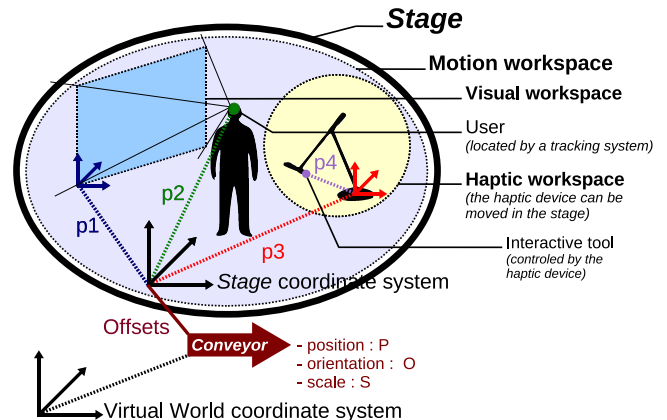 Stage
Motion workspace
Visual workspace
User
(located by a tracking system)
p4
p2
Haptic workspace
(the haptic device can be
moved in the stage)
p1
p3
Interactive tool
(controled by the
haptic device)
Stage coordinate system
Offsets
Conveyor
- position : P
- orientation : O
- scale : S
Virtual World coordinate system